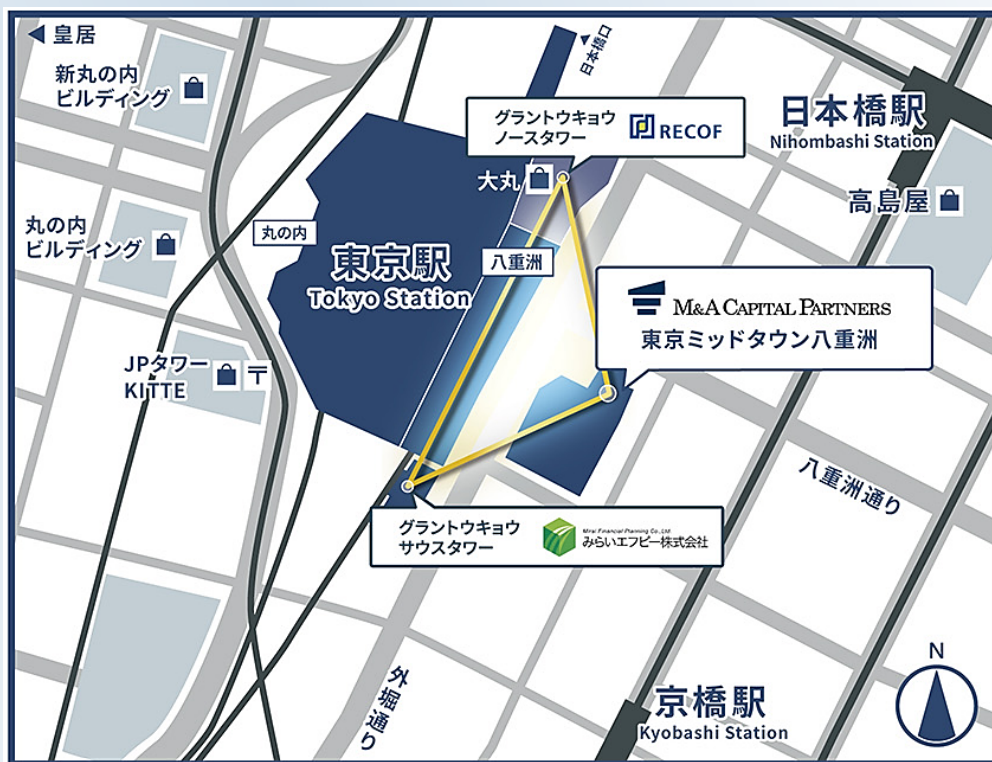 皇居
新丸の内
ビルディング
日本橋口
グラントウキョウ
ノースタワー
RECOF
日本橋駅
Nihombashi Station
大丸
高島屋
丸の内
ビルディング
丸の内
東京駅
Tokyo Station
八重洲
M&A CAPITAL PARTNERS
東京ミッドタウン八重洲
JPタワー
KITTE
〒
八重洲通り
グラントウキョウ
サウスタワー
Mirai Financial Planning Co., Ltd.
みらいエフピー株式会社
外堀通り
京橋駅
Kyobashi Station
N